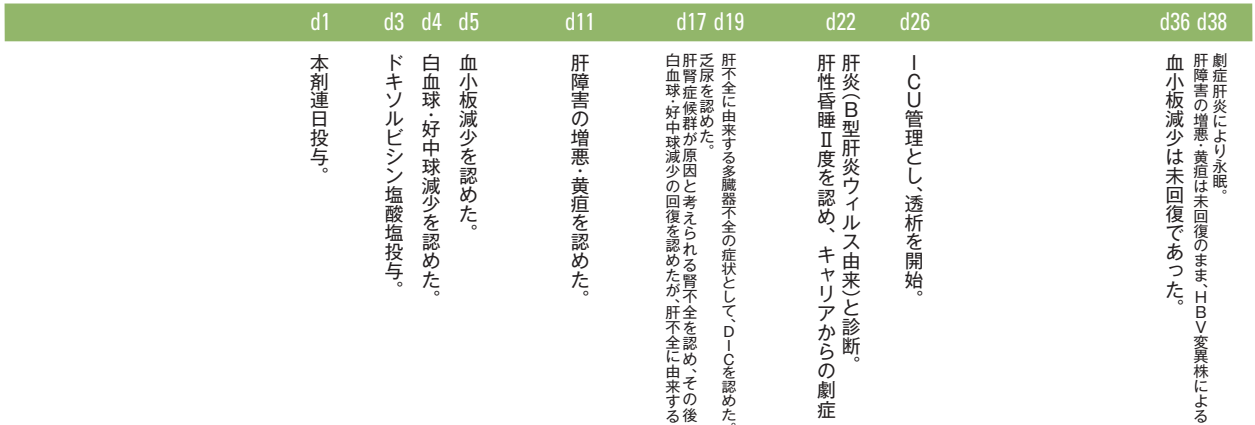 d1 d3 d4 d5 d11 d17 d19 d22 d26 d36 d38
本剤連日投与。
ドキソルビシン塩酸塩投与。
白血球・好中球減少を認めた。
血小板減少を認めた。
肝障害の増悪・黄疸を認めた。
白血球・好中球減少の回復を認めたが、肝不全に由来する
肝腎症候群が原因と考えられる腎不全を認め、その後
乏尿を認めた。
肝不全に由来する多臓器不全の症状として、DICを認めた。
肝性昏睡Ⅱ度を認め、キャリアからの劇症
肝炎(B型肝炎ウィルス由来)と診断。
ICU管理とし、透析を開始。
血小板減少は未回復であった。
肝障害の増悪・黄疸は未回復のまま、HBV変異株による
劇症肝炎により永眠。